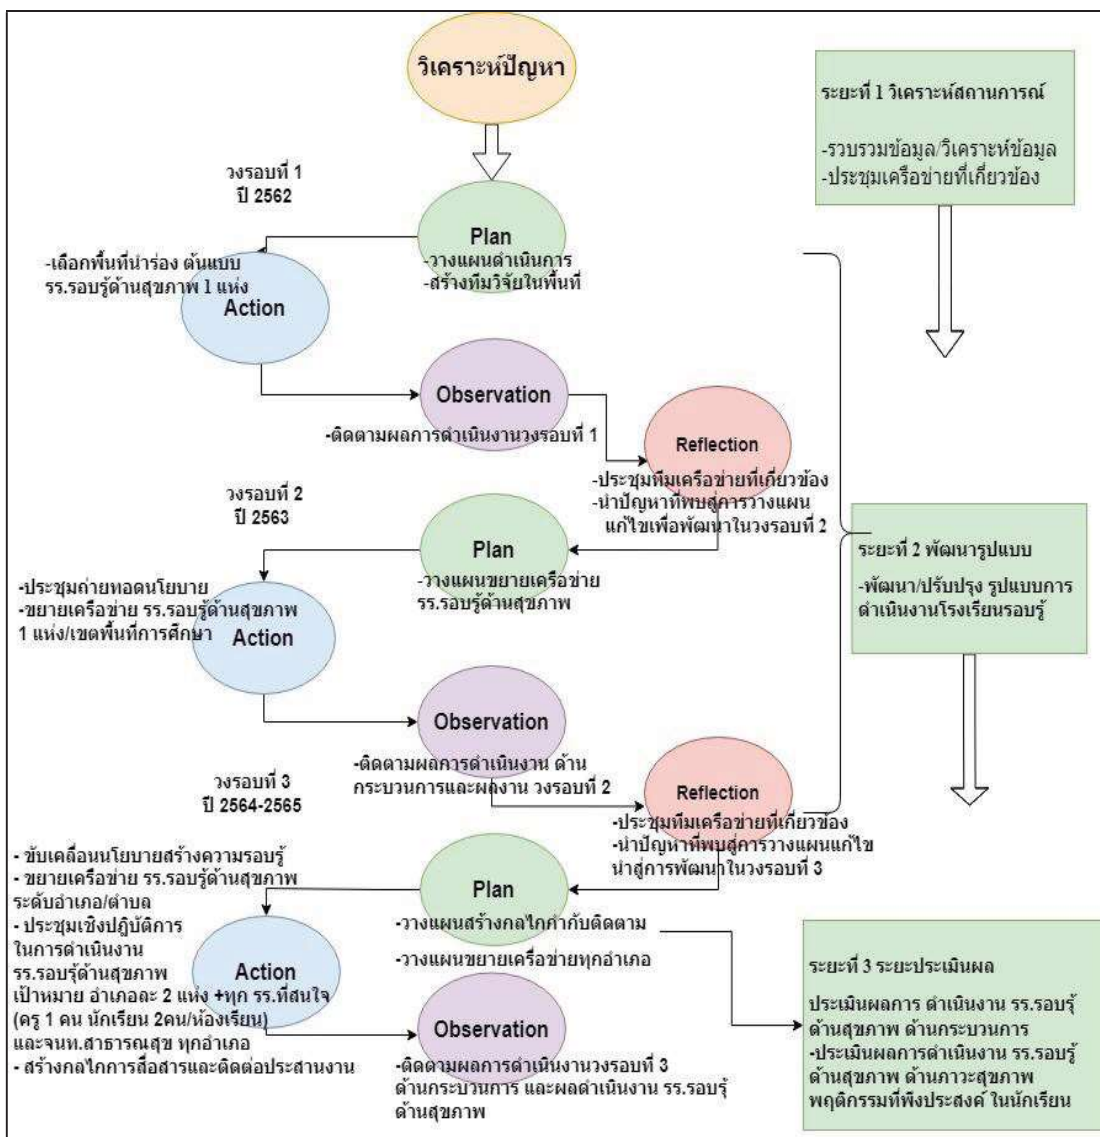 วิเคราะห์ปัญหา
ระยะที่ 1 วิเคราะห์สถานการณ์
-รวบรวมข้อมูล/วิเคราะห์ข้อมูล
-ประชุมเครือข่ายที่เกี่ยวข้อง
วงรอบที่ 1
ปี 2562
Plan
-วางแผนดำเนินการ
-สร้างทีมวิจัยในพื้นที่
-เลือกพื้นที่นำร่อง ต้นแบบ
รร.รอบรู้ด้านสุขภาพ 1 แห่ง
Action
Observation
-ติดตามผลการดำเนินงานวงรอบที่ 1
Reflection
-ประชุมทีมเครือข่ายที่เกี่ยวข้อง
-นำปัญหาที่พบสู่การวางแผน
แก้ไขเพื่อพัฒนาในวงรอบที่ 2
วงรอบที่ 2
ปี 2563
Plan
-วางแผนขยายเครือข่าย
รร.รอบรู้ด้านสุขภาพ
-ประชุมถ่ายทอดนโยบาย
-ขยายเครือข่าย รร.รอบรู้ด้านสุขภาพ
1 แห่ง/เขตพื้นที่การศึกษา
Action
ระยะที่ 2 พัฒนารูปแบบ
-พัฒนา/ปรับปรุง รูปแบบการ
ดำเนินงานโรงเรียนรอบรู้
Observation
-ติดตามผลการดำเนินงาน ด้าน
กระบวนการและผลงาน วงรอบที่ 2
Reflection
-ประชุมทีมเครือข่ายที่เกี่ยวข้อง
-นำปัญหาที่พบสู่การวางแผนแก้ไข
นำสู่การพัฒนาในวงรอบที่ 3
วงรอบที่ 3
ปี 2564-2565
Plan
-วางแผนสร้างกลไกกำกับติดตาม
-วางแผนขยายเครือข่ายทุกอำเภอ
- ขับเคลื่อนนโยบายสร้างความรอบรู้
- ขยายเครือข่าย รร.รอบรู้ด้านสุขภาพ
ระดับอำเภอ/ตำบล
- ประชุมเชิงปฏิบัติการ
ในการดำเนินงาน
รร.รอบรู้ด้านสุขภาพ
เป้าหมาย อำเภอละ 2 แห่ง +ทุก รร.ที่สนใจ
(ครู 1 คน นักเรียน 2คน/ห้องเรียน)
และจนท.สาธารณสุข ทุกอำเภอ
- สร้างกลไกการสื่อสารและติดต่อประสานงาน
Action
Observation
-ติดตามผลการดำเนินงานวงรอบที่ 3
ด้านกระบวนการ และผลดำเนินงาน รร.รอบรู้
ด้านสุขภาพ
ระยะที่ 3 ระยะประเมินผล
ประเมินผลการ ดำเนินงาน รร.รอบรู้
ด้านสุขภาพ ด้านกระบวนการ
-ประเมินผลการดำเนินงาน รร.รอบรู้
ด้านสุขภาพ ด้านภาวะสุขภาพ
พฤติกรรมที่พึงประสงค์ ในนักเรียน